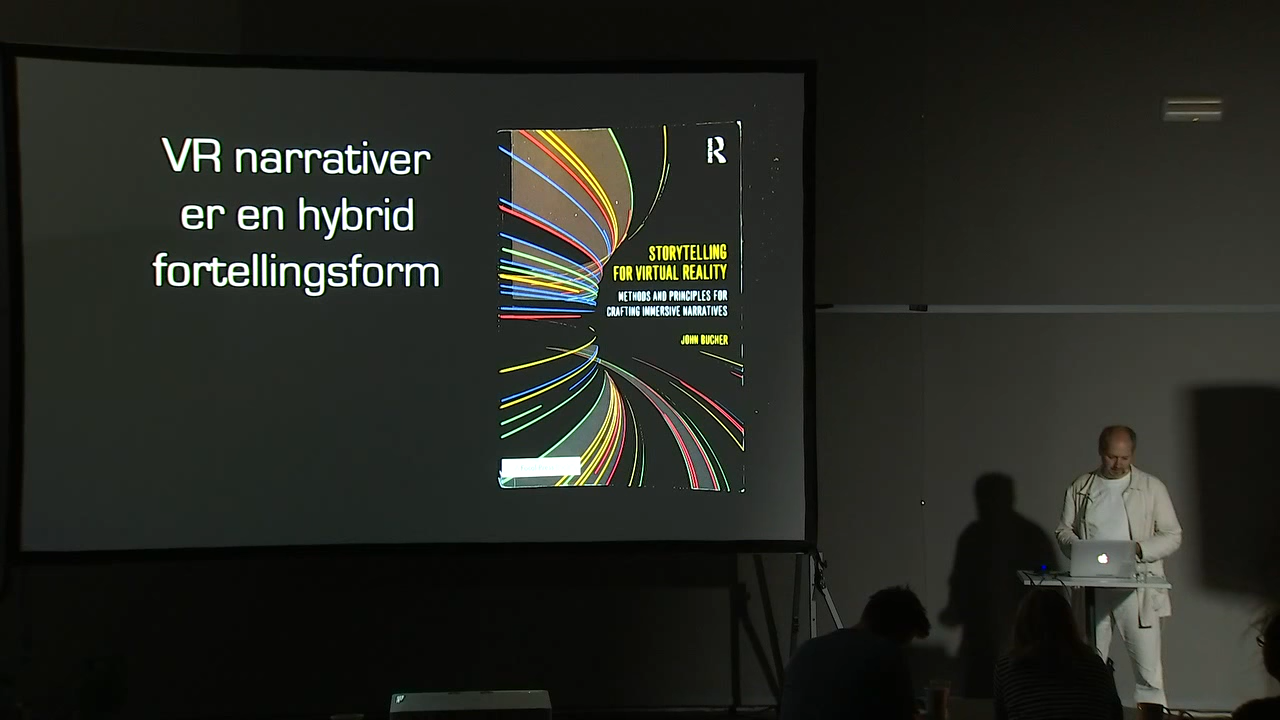 VR narrativer
er en hybrid
fortellingsform
R
STORYTELLING
FOR VIRTUAL REALITY
METHODS AND PRINCIPLES FOR
CRAFTING IMMERSIVE NARRATIVES
JOHN BUCHER